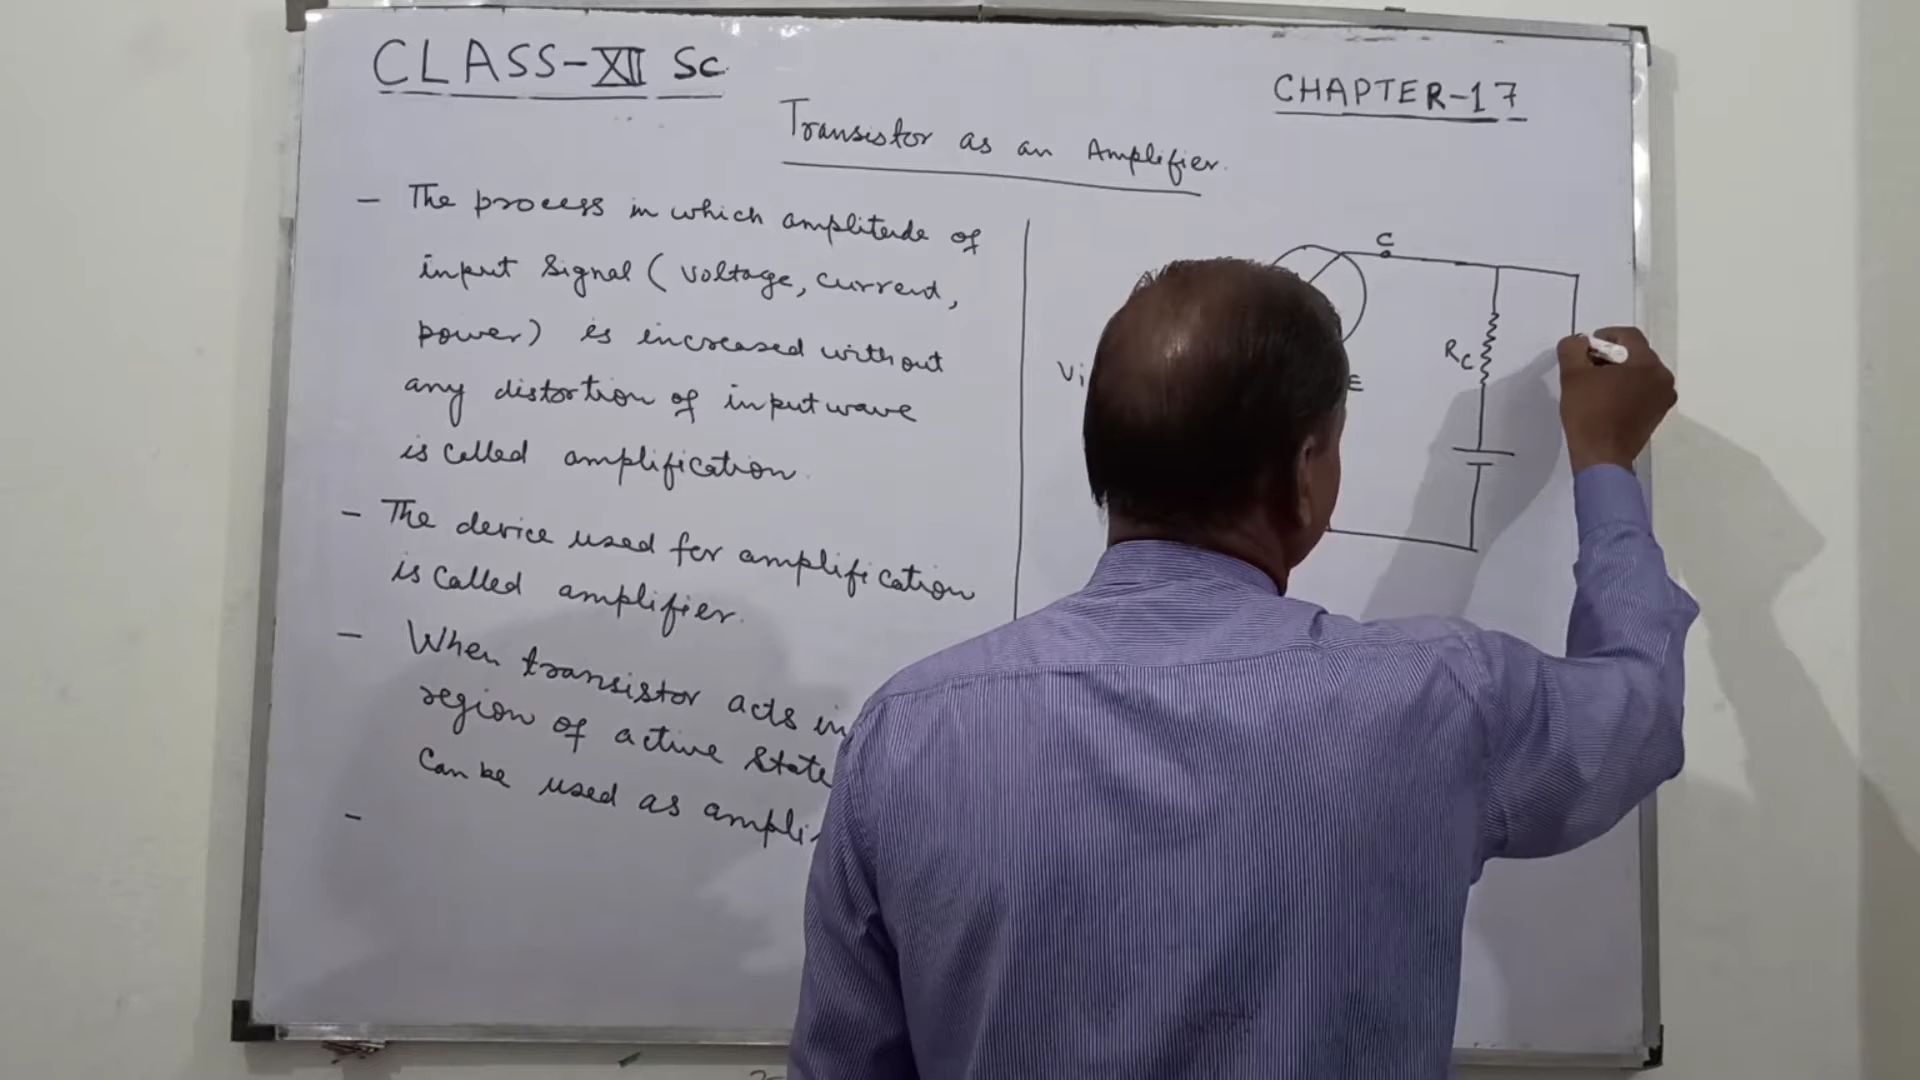 CLASS-XII Sc.
CHAPTER-17
Transistor as an Amplifier.
- The process in which amplitude of
input signal (voltage, current,
power) is increased without
any distortion of input wave
is called amplification.
- The device used for amplification
is called amplifier.
- When transistor acts in
region of active state
can be used as ampli
-
C
Vi
E
RC